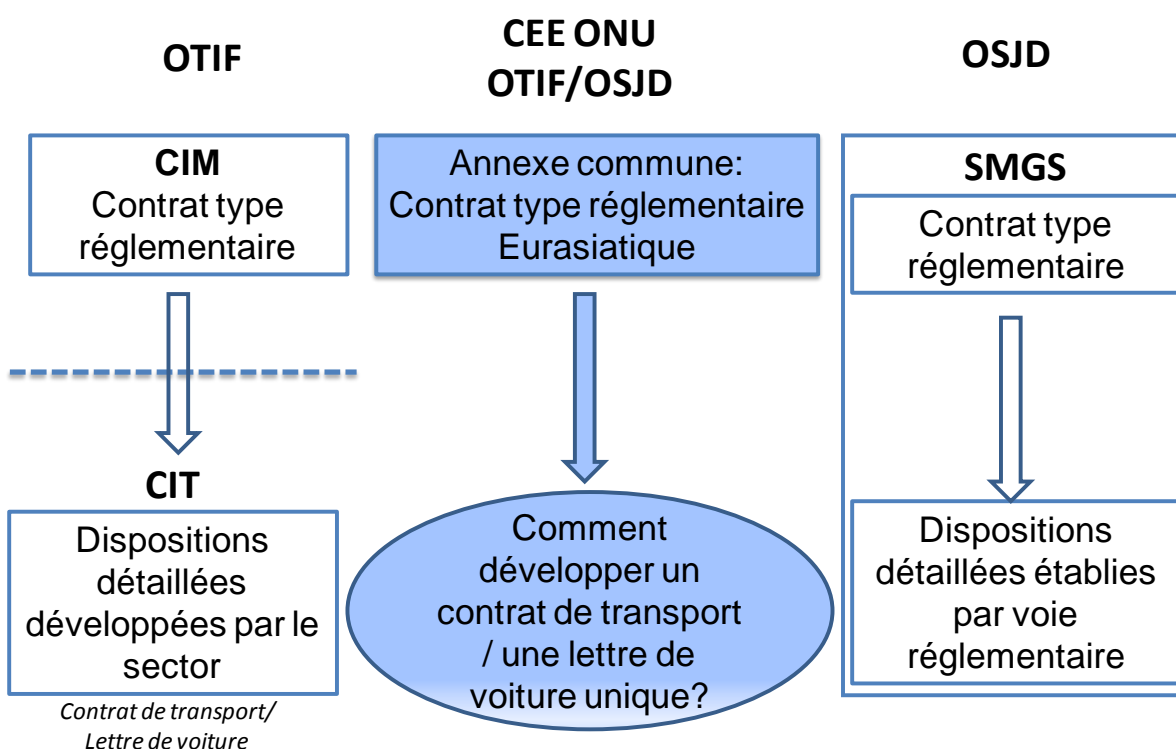 OTIF
CIM
Contrat type
réglementaire
CIT
Dispositions
détaillées
développées par le
sector
Contrat de transport/
Lettre de voiture
CEE ONU
OTIF/OSJD
Annexe commune:
Contrat type réglementaire
Eurasiatique
Comment
développer un
contrat de transport
/ une lettre de
voiture unique?
OSJD
SMGS
Contrat type
réglementaire
Dispositions
détaillées établies
par voie
réglementaire